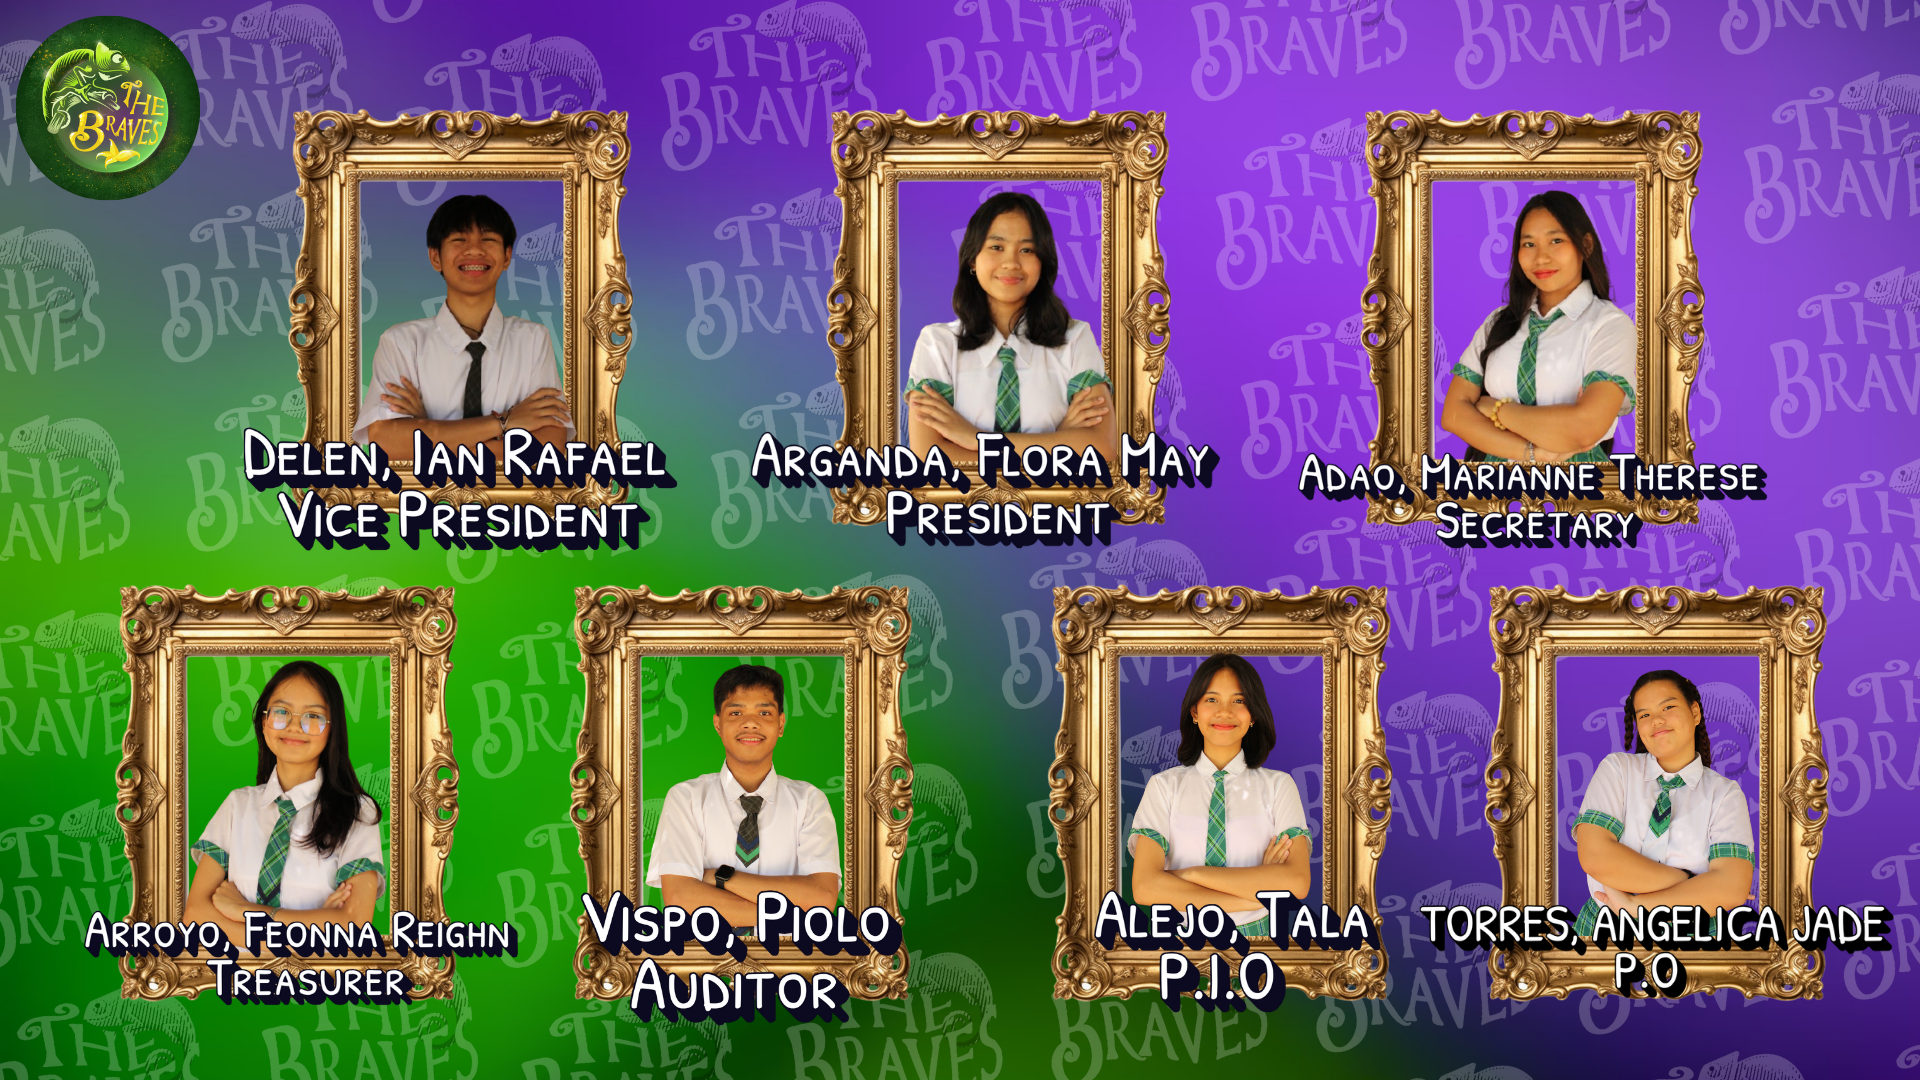 THE
BRAVES
DELEN, IAN RAFAEL
VICE PRESIDENT
ARGANDA, FLORA MAY
PRESIDENT
ADAO, MARIANNE THERESE
SECRETARY
ARROYO, FEONNA REIGHN
TREASURER
VISPO, PIOLO
AUDITOR
ALEJO, TALA
P.I.O
TORRES, ANGELICA JADE
P.O